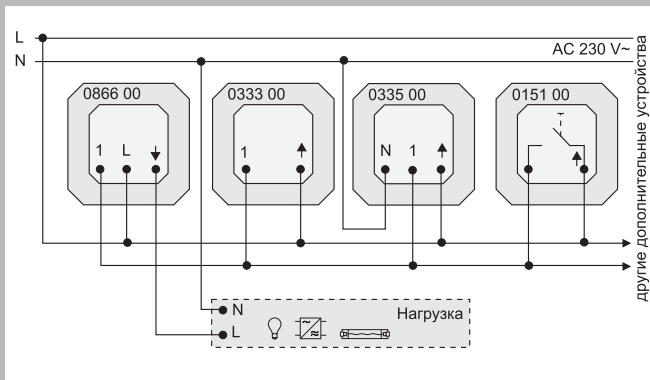 L
N
AC 230 V~
0866 00
0333 00
0335 00
0151 00
1 L
1
N 1
N
L
Нагрузка
другие дополнительные устройства